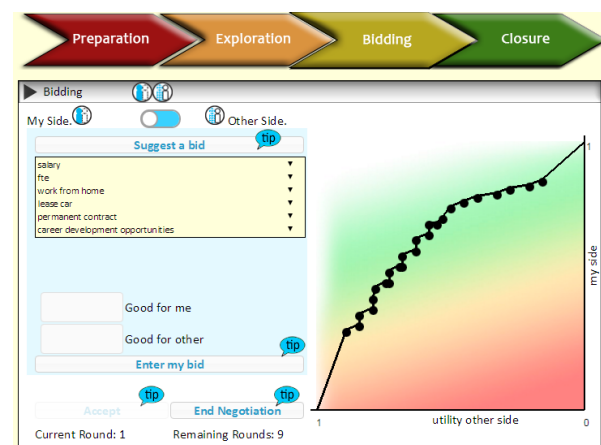 Preparation
Exploration
Bidding
Closure
Bidding
My Side.
Other Side.
tip
Suggest a bid
salary
fte
work from home
lease car
permanent contract
career development opportunities
Good for me
Good for other
tip
Enter my bid
tip
tip
Accept
End Negotiation
Current Round: 1
Remaining Rounds: 9
1
my side
1
utility other side
0